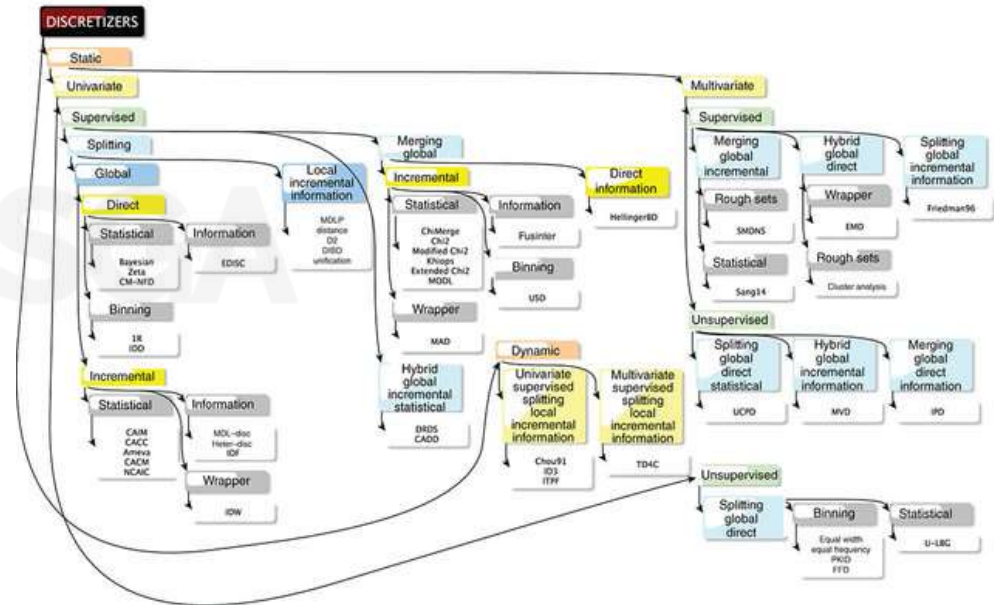 DISCRETIZERS
Static
Univariate
Supervised
Splitting
Global
Direct
Statistical
Bayesian
Zeta
CM-NFD
Information
EDISC
Binning
1R
IDD
Incremental
Statistical
CAIM
CACC
Ameva
CACM
NCAIC
Information
MDL-disc
Heter-disc
IDF
Wrapper
IDW
Local
incremental
information
MDLP
distance
D2
DIBD
unification
Merging
global
Incremental
Statistical
ChiMerge
Chi2
Modified Chi2
Khiops
Extended Chi2
MODL
Information
Fusinter
Binning
USD
Wrapper
MAD
Direct
information
HellingerBD
Hybrid
global
incremental
statistical
DRDS
CADD
Dynamic
Univariate
supervised
splitting
local
incremental
information
Chou91
ID3
ITPF
Multivariate
supervised
splitting
local
incremental
information
TD4C
Multivariate
Supervised
Merging
global
incremental
Rough sets
SMDNS
Statistical
Sang14
Hybrid
global
direct
Wrapper
EMD
Rough sets
Cluster analysis
Splitting
global
incremental
information
Friedman96
Unsupervised
Splitting
global
direct
statistical
UCPD
Hybrid
global
incremental
information
MVD
Merging
global
direct
information
IPD
Unsupervised
Splitting
global
direct
Binning
Equal width
equal frequency
PKID
FFD
Statistical
U-LBG